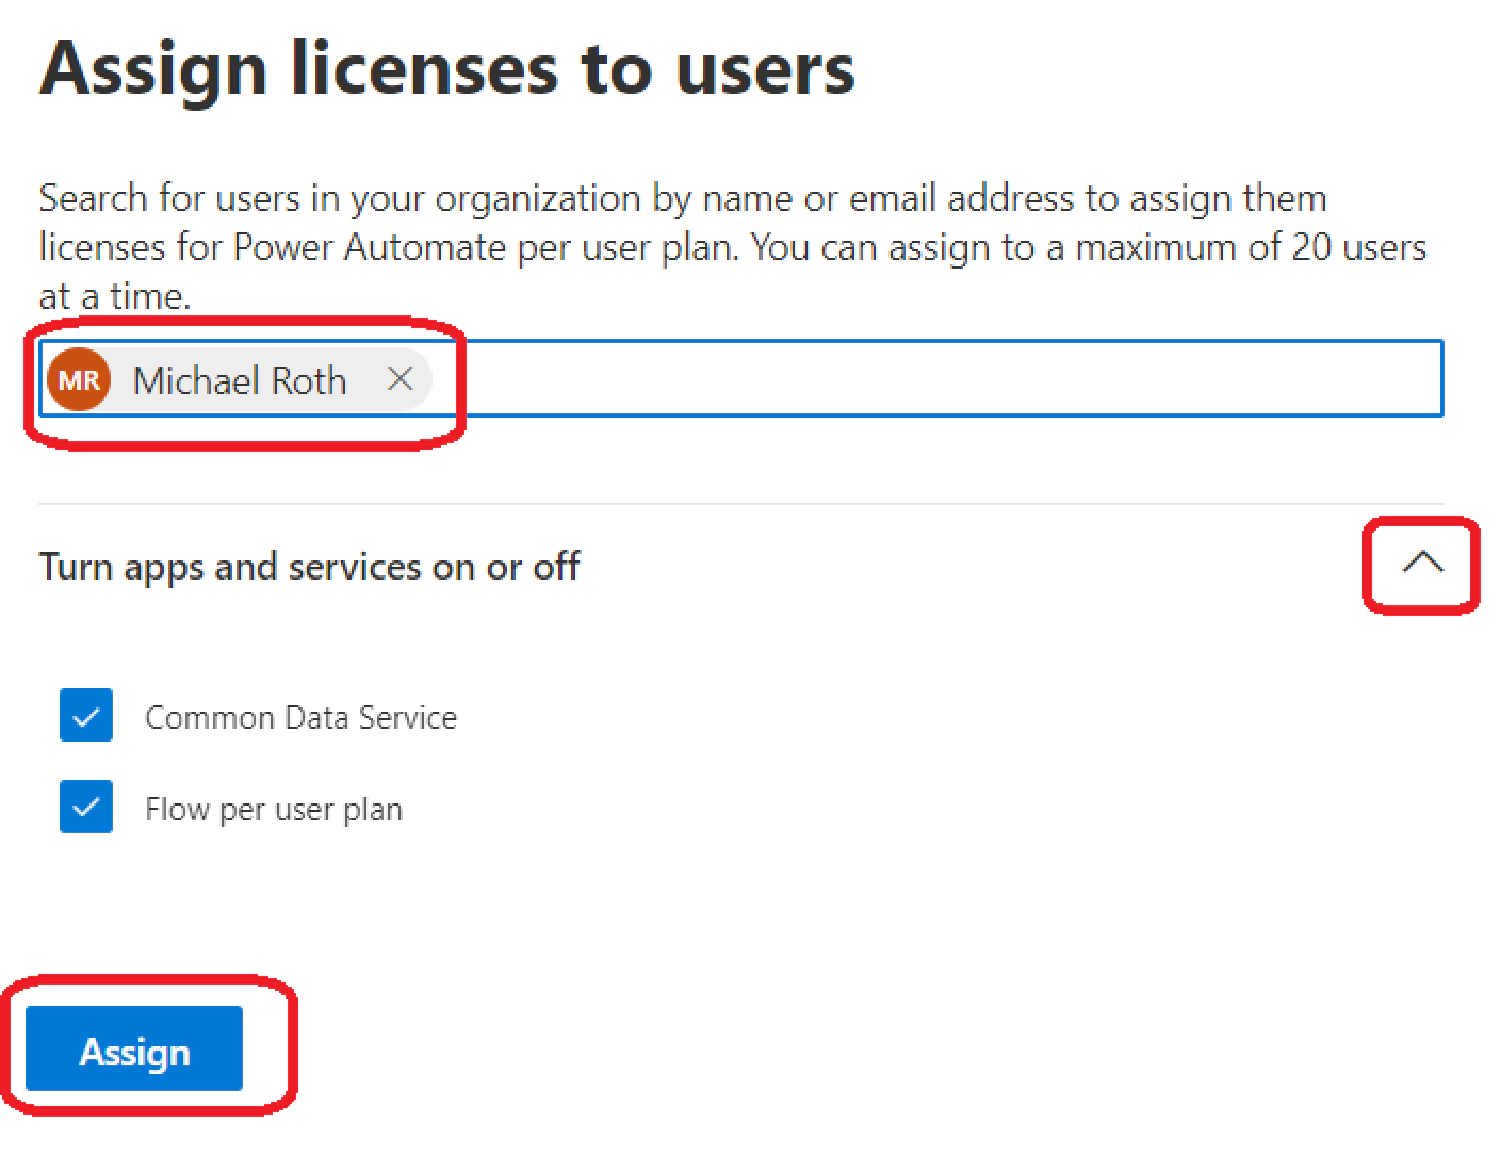 Assign licenses to users
Search for users in your organization by name or email address to assign them
licenses for Power Automate per user plan. You can assign to a maximum of 20 users
at a time.
MR Michael Roth
Turn apps and services on or off
Common Data Service
Flow per user plan
Assign